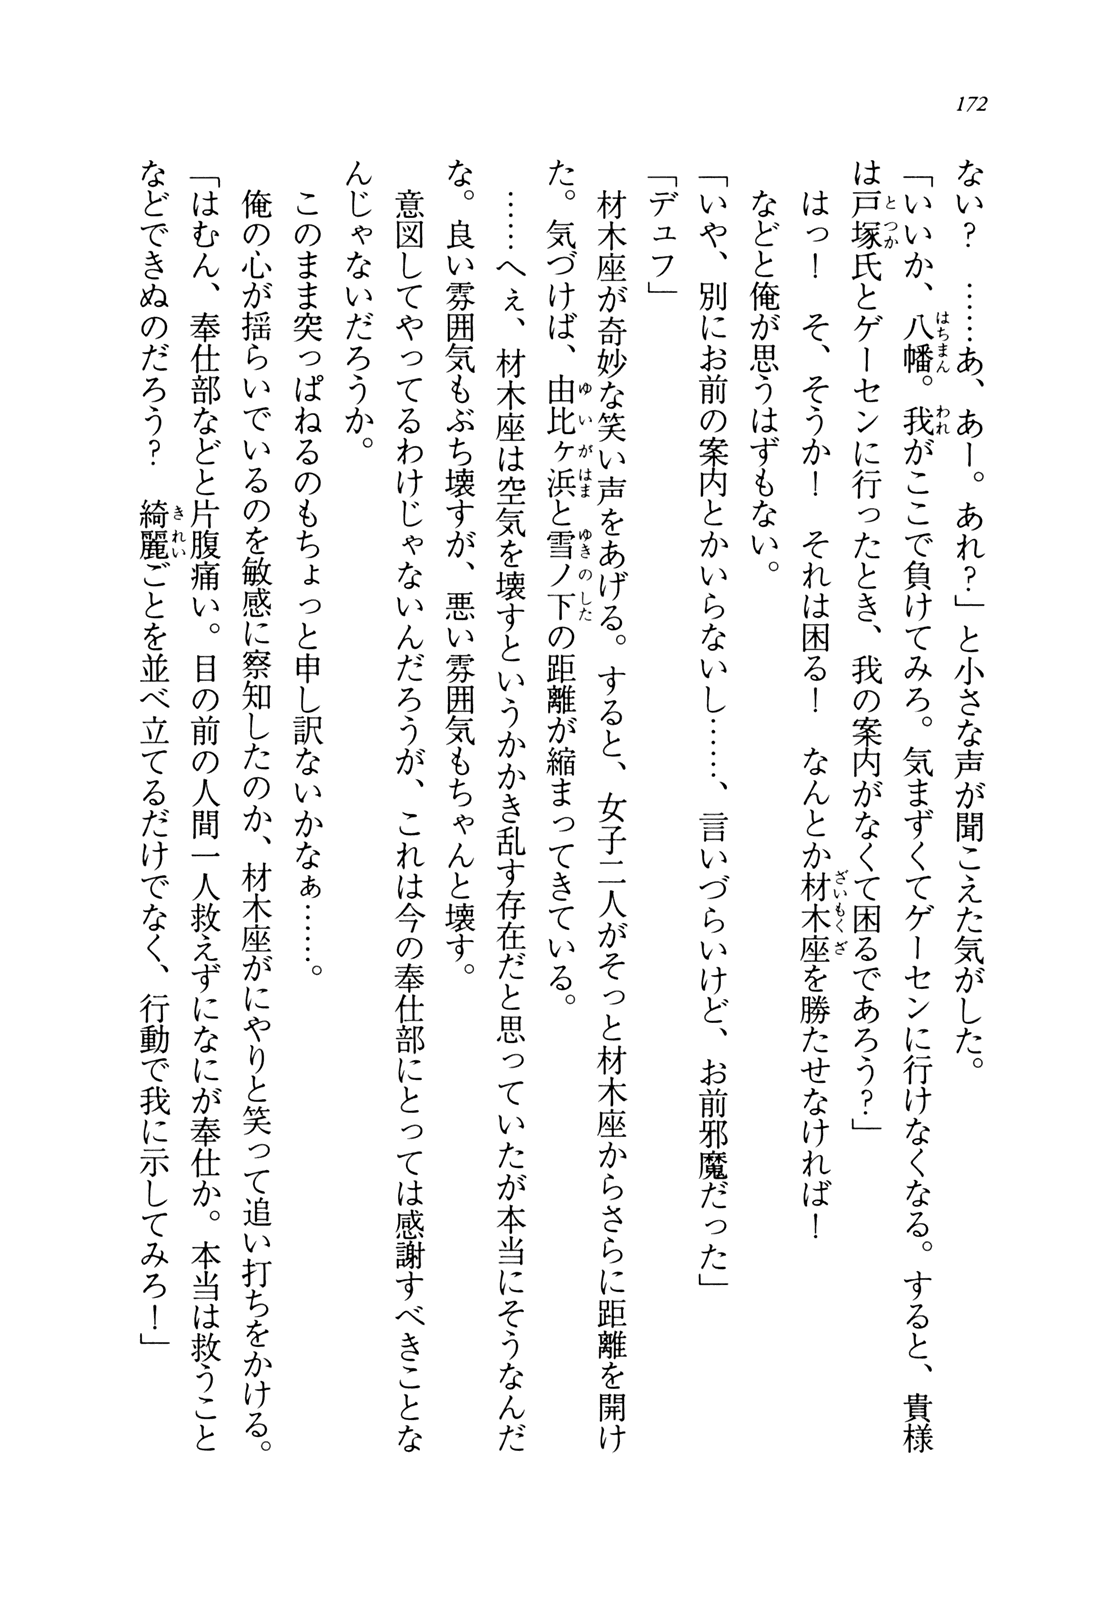 172
ない？　……あ、あー。あれ？」と小さな声が聞こえた気がした。
「いいか、八幡。我がここで負けてみろ。気まずくてゲーセンに行けなくなる。すると、貴様
は戸塚氏とゲーセンに行ったとき、我の案内がなくて困るであろう？」
　はっ！　そ、そうか！　それは困る！　なんとか材木座を勝たせなければ！
　などと俺が思うはずもない。
「いや、別にお前の案内とかいらないし……、言いづらいけど、お前邪魔だった」
「デュフ」
　材木座が奇妙な笑い声をあげる。すると、女子二人がそっと材木座からさらに距離を開け
た。気づけば、由比ヶ浜と雪ノ下の距離が縮まってきている。
　……へぇ、材木座は空気を壊すというかかき乱す存在だと思っていたが本当にそうなんだ
な。良い雰囲気もぶち壊すが、悪い雰囲気もちゃんと壊す。
　意図してやってるわけじゃないんだろうが、これは今の奉仕部にとっては感謝すべきことな
んじゃないだろうか。
　このまま突っぱねるのもちょっと申し訳ないかなぁ……。
　俺の心が揺らいでいるのを敏感に察知したのか、材木座がにやりと笑って追い打ちをかける。
「はむん、奉仕部などと片腹痛い。目の前の人間一人救えずになにが奉仕か。本当は救うこと
などできぬのだろう？　綺麗ごとを並べ立てるだけでなく、行動で我に示してみろ！」